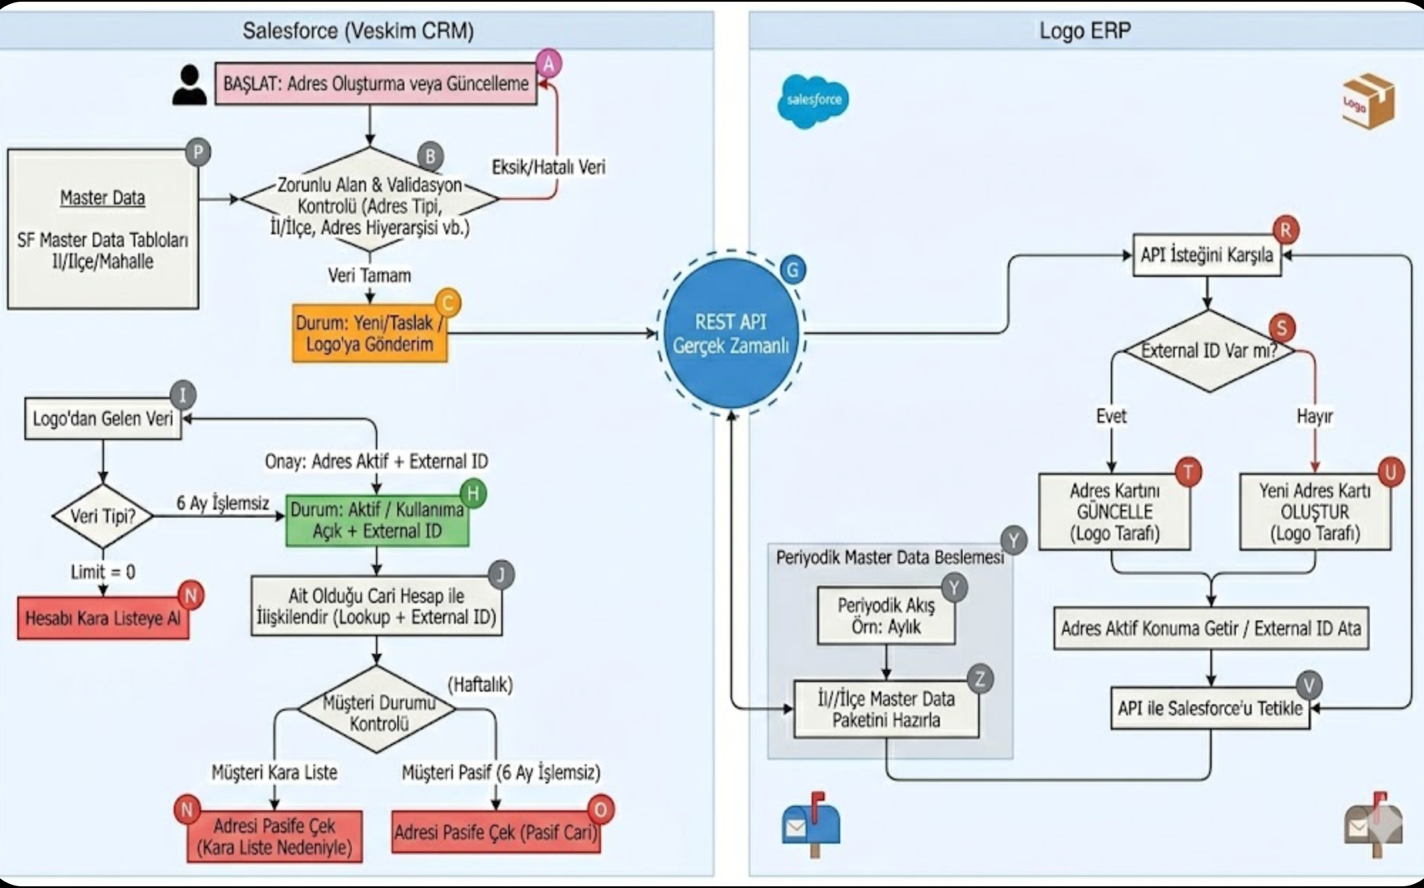 Salesforce (Veskim CRM)
Logo ERP
A
BAŞLAT: Adres Oluşturma veya Güncelleme
P
Master Data
SF Master Data Tabloları
İl/İlçe/Mahalle
B
Zorunlu Alan & Validasyon
Kontrolü (Adres Tipi,
İl/İlçe, Adres Hiyerarşisi vb.)
Eksik/Hatalı Veri
Veri Tamam
C
Durum: Yeni/Taslak /
Logo'ya Gönderim
G
REST API
Gerçek Zamanlı
I
Logo'dan Gelen Veri
Onay: Adres Aktif + External ID
Veri Tipi?
6 Ay İşlemsiz
H
Durum: Aktif / Kullanıma
Açık + External ID
Limit = 0
N
Hesabı Kara Listeye Al
J
Ait Olduğu Cari Hesap ile
İlişkilendir (Lookup + External ID)
Müşteri Durumu
Kontrolü
(Haftalık)
Müşteri Kara Liste
Müşteri Pasif (6 Ay İşlemsiz)
N
Adresi Pasife Çek
(Kara Liste Nedeniyle)
O
Adresi Pasife Çek (Pasif Cari)
salesforce
Logo
R
API İsteğini Karşıla
S
External ID Var mı?
Evet
Hayır
T
Adres Kartını
GÜNCELLE
(Logo Tarafı)
U
Yeni Adres Kartı
OLUŞTUR
(Logo Tarafı)
Y
Periyodik Master Data Beslemesi
Y
Periyodik Akış
Örn: Aylık
Z
İl//İlçe Master Data
Paketini Hazırla
Adres Aktif Konuma Getir / External ID Ata
V
API ile Salesforce'u Tetikle